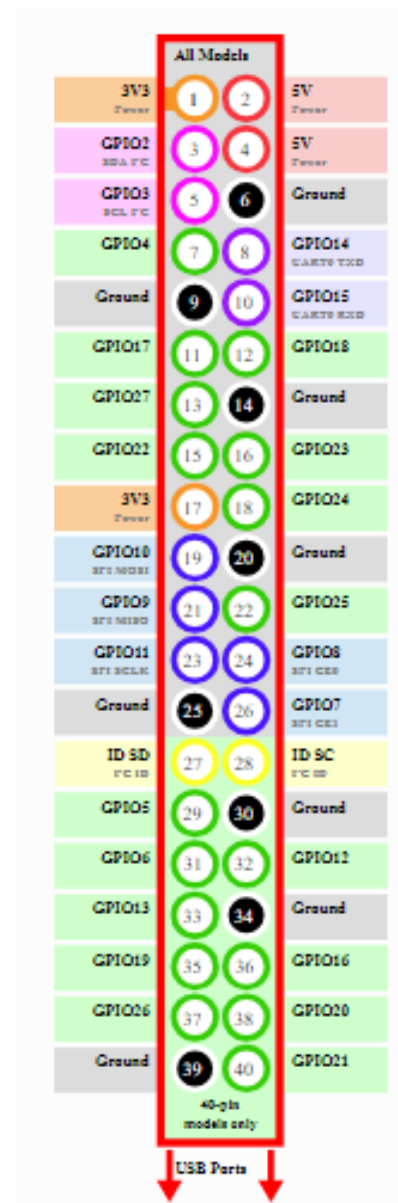 All Models
3V3 1 2 5V
Power Power
GPIO2 3 4 5V
SDA I²C Power
GPIO3 5 6 Ground
SCL I²C
GPIO4 7 8 GPIO14
UART0 TXD
Ground 9 10 GPIO15
UART0 RXD
GPIO17 11 12 GPIO18
GPIO27 13 14 Ground
GPIO22 15 16 GPIO23
3V3 17 18 GPIO24
Power
GPIO10 19 20 Ground
SPI MOSI
GPIO9 21 22 GPIO25
SPI MISO
GPIO11 23 24 GPIO8
SPI SCLK SPI CE0
Ground 25 26 GPIO7
SPI CE1
ID SD 27 28 ID SC
I²C ID I²C ID
GPIO5 29 30 Ground
GPIO6 31 32 GPIO12
GPIO13 33 34 Ground
GPIO19 35 36 GPIO16
GPIO26 37 38 GPIO20
Ground 39 40 GPIO21
40-pin
models only
USB Ports